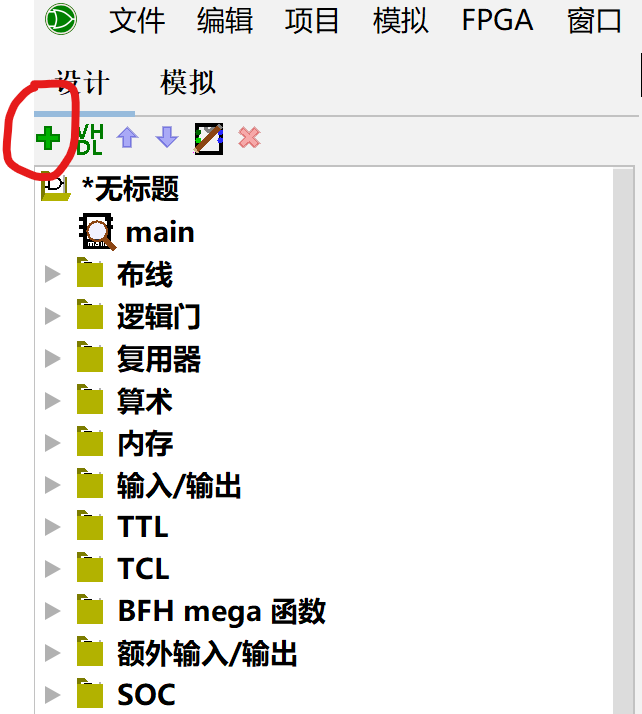 文件 编辑 项目 模拟 FPGA 窗口
设计 模拟
VHDL
*无标题
main
布线
逻辑门
复用器
算术
内存
输入/输出
TTL
TCL
BFH mega 函数
额外输入/输出
SOC